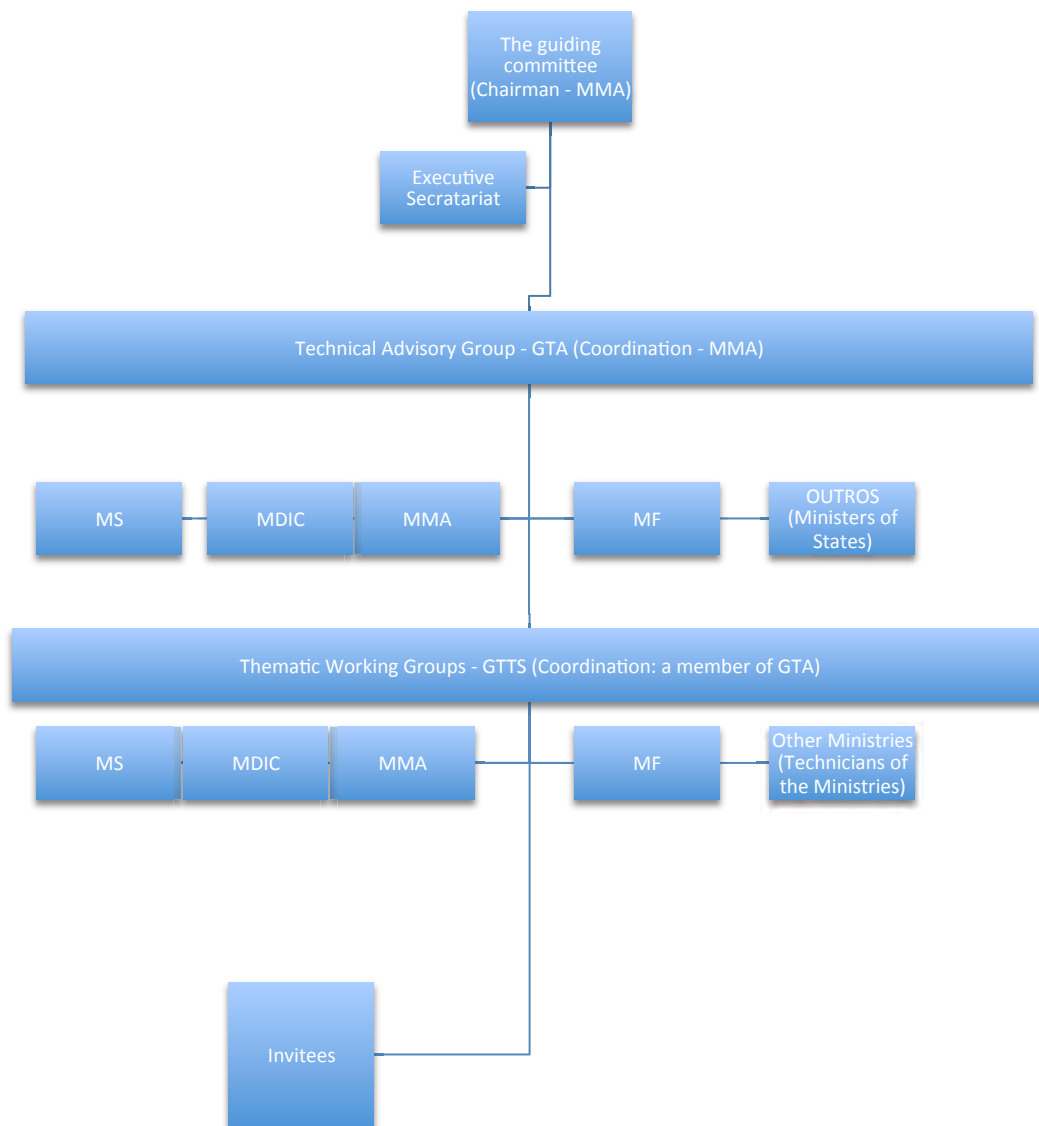 The guiding
committee
(Chairman - MMA)
Executive
Secratariat
Technical Advisory Group - GTA (Coordination - MMA)
MS
MDIC
MMA
MF
OUTROS
(Ministers of
States)
Thematic Working Groups - GTTS (Coordination: a member of GTA)
MS
MDIC
MMA
MF
Other Ministries
(Technicians of
the Ministries)
Invitees